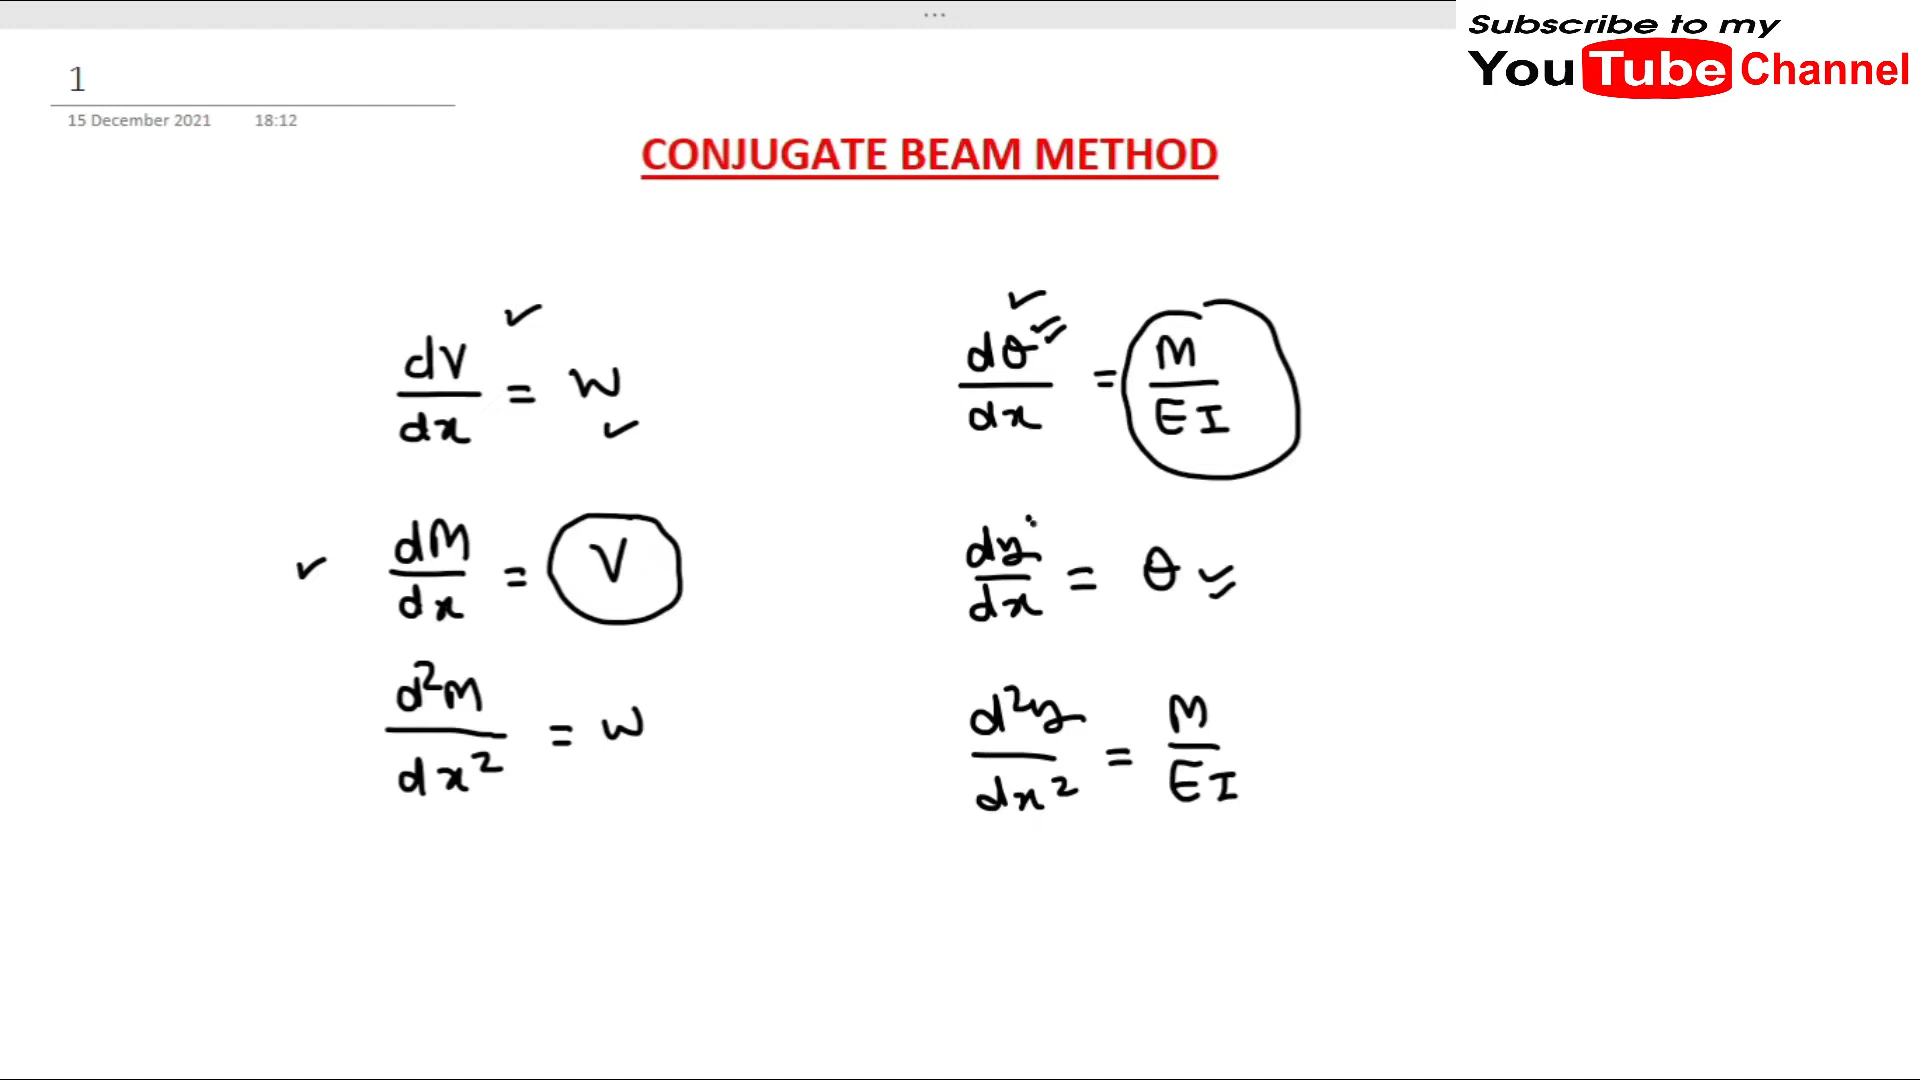 ...
Subscribe to my
YouTube Channel
1
15 December 2021 18:12
CONJUGATE BEAM METHOD
dV/dx = w
dθ/dx = M/EI
dM/dx = V
dy/dx = θ
d²M/dx² = w
d²y/dx² = M/EI